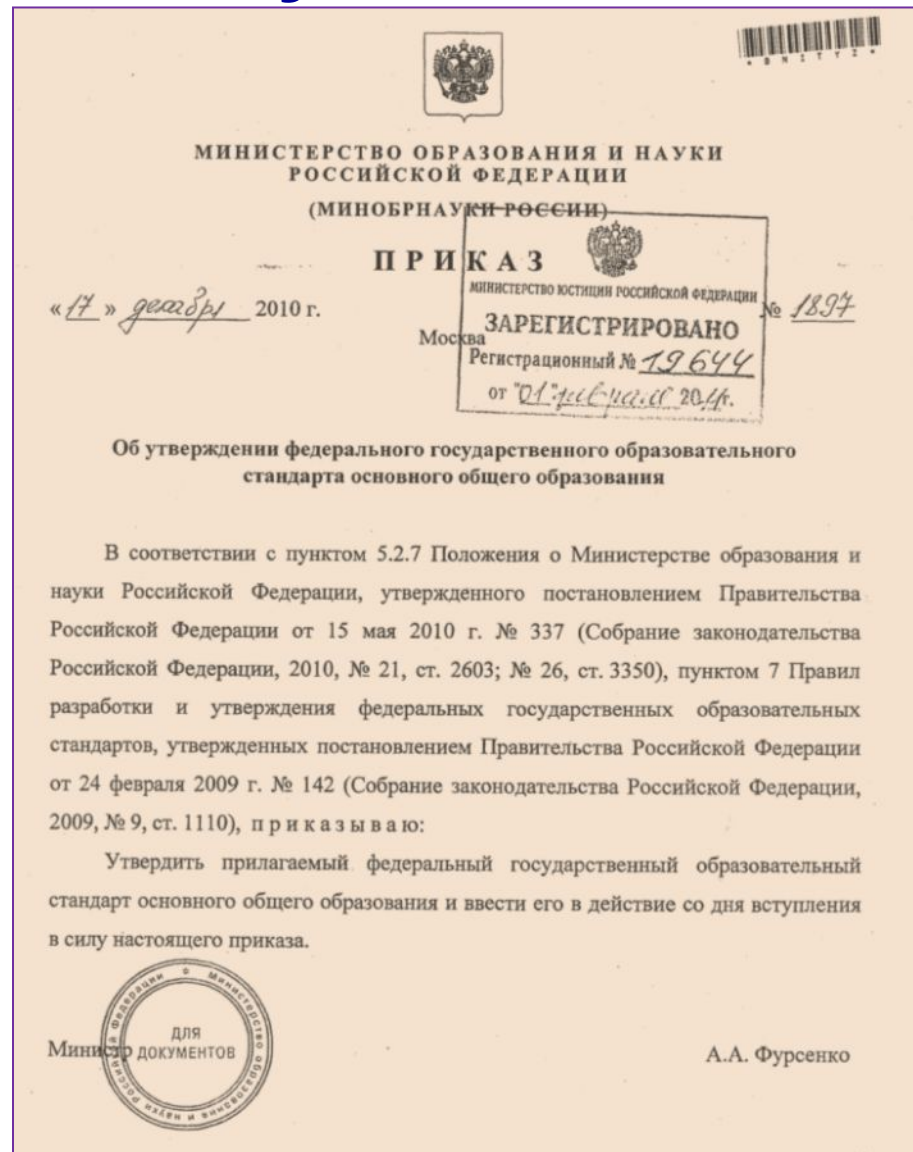 МИНИСТЕРСТВО ОБРАЗОВАНИЯ И НАУКИ
РОССИЙСКОЙ ФЕДЕРАЦИИ
(МИНОБРНАУКИ РОССИИ)
ПРИКАЗ
«17» декабря 2010 г.
№ 1897
Москва
МИНИСТЕРСТВО ЮСТИЦИИ РОССИЙСКОЙ ФЕДЕРАЦИИ
ЗАРЕГИСТРИРОВАНО
Регистрационный № 19644
от "01" февраля 2011г.
Об утверждении федерального государственного образовательного
стандарта основного общего образования
В соответствии с пунктом 5.2.7 Положения о Министерстве образования и
науки Российской Федерации, утвержденного постановлением Правительства
Российской Федерации от 15 мая 2010 г. № 337 (Собрание законодательства
Российской Федерации, 2010, № 21, ст. 2603; № 26, ст. 3350), пунктом 7 Правил
разработки и утверждения федеральных государственных образовательных
стандартов, утвержденных постановлением Правительства Российской Федерации
от 24 февраля 2009 г. № 142 (Собрание законодательства Российской Федерации,
2009, № 9, ст. 1110), п р и к а з ы в а ю:
Утвердить прилагаемый федеральный государственный образовательный
стандарт основного общего образования и ввести его в действие со дня вступления
в силу настоящего приказа.
Министр
А.А. Фурсенко
ДЛЯ
ДОКУМЕНТОВ
Министерство образования и науки Российской Федерации